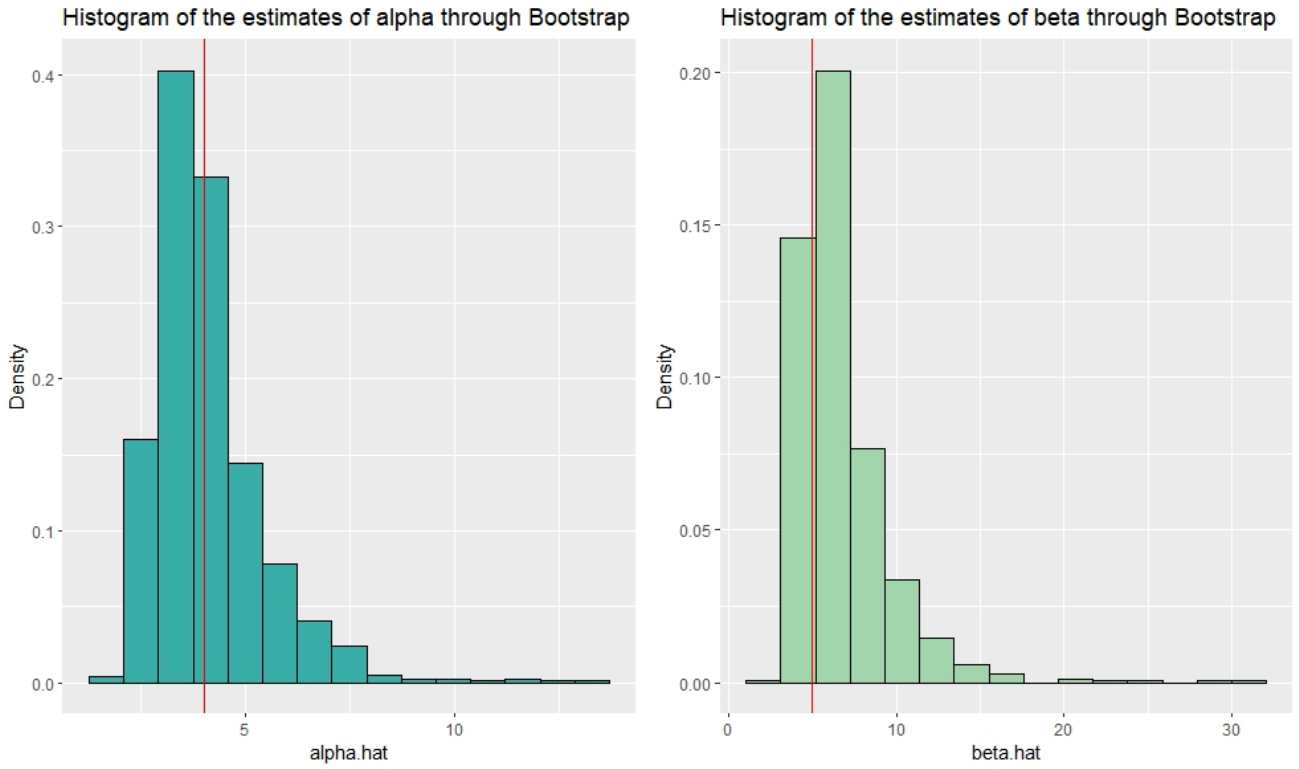 Histogram of the estimates of alpha through Bootstrap
0.4
0.3
0.2
0.1
0.0
Density
5
10
alpha.hat
Histogram of the estimates of beta through Bootstrap
0.20
0.15
0.10
0.05
0.00
Density
0
10
20
30
beta.hat